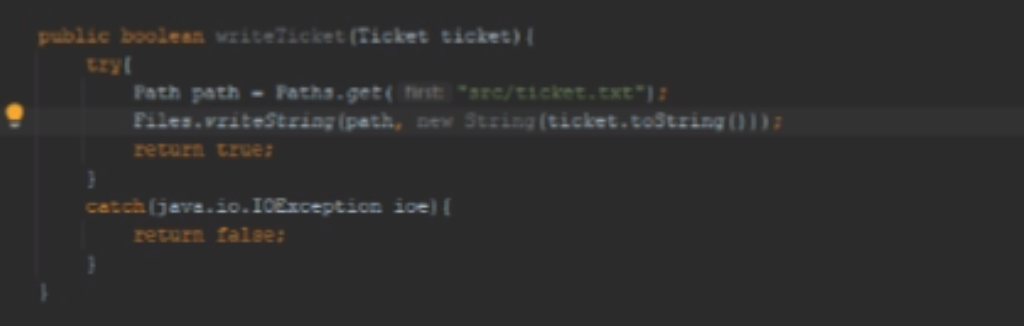 public boolean writeTicket(Ticket ticket){
try{
Path path = Paths.get( first: "src/ticket.txt");
Files.writeString(path, new String(ticket.toString()));
return true;
}
catch(java.io.IOException ioe){
return false;
}
}